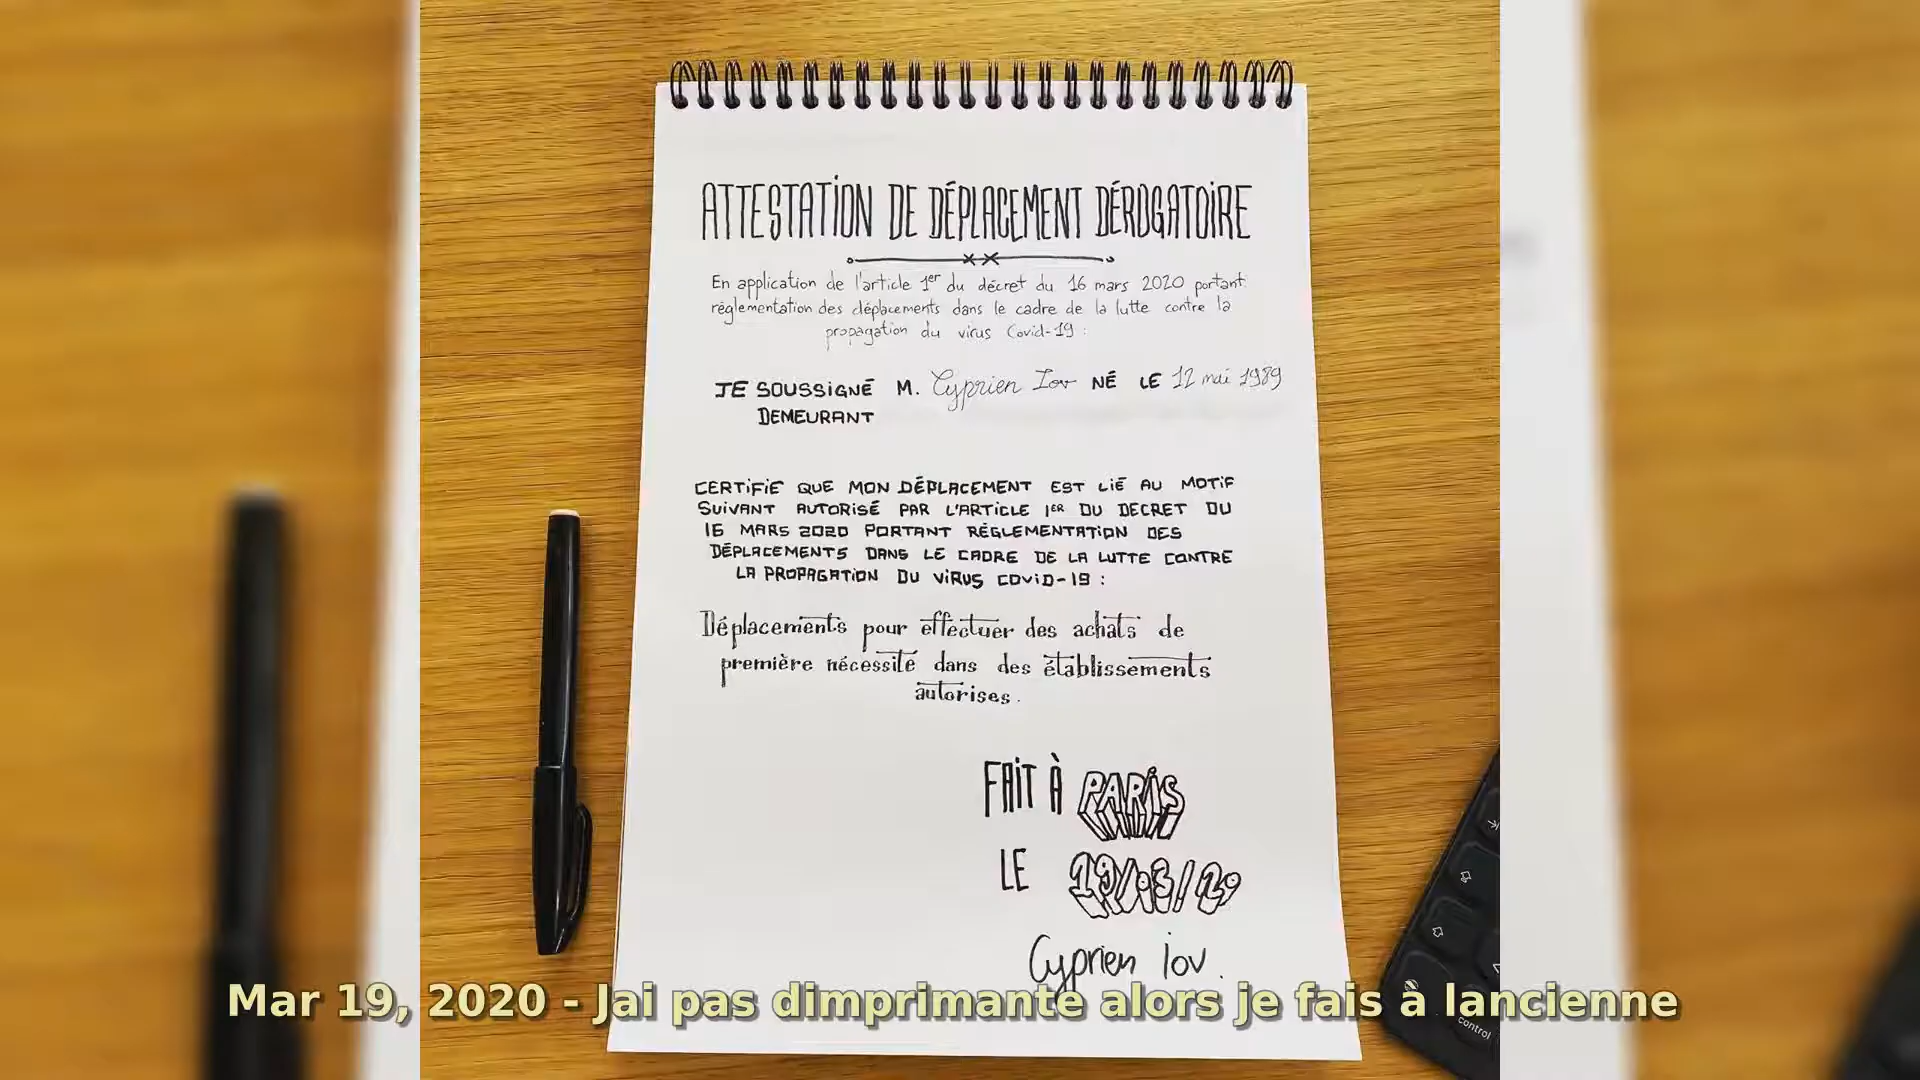 ATTESTATION DE DÉPLACEMENT DÉROGATOIRE
En application de l'article 1er du décret du 16 mars 2020 portant
réglementation des déplacements dans le cadre de la lutte contre la
propagation du virus Covid-19 :
JE SOUSSIGNÉ M. Cyprien Iov NÉ LE 12 mai 1989
DEMEURANT
CERTIFIE QUE MON DÉPLACEMENT EST LIÉ AU MOTIF
SUIVANT AUTORISÉ PAR L'ARTICLE 1ER DU DECRET DU
16 MARS 2020 PORTANT RÉGLEMENTATION DES
DÉPLACEMENTS DANS LE CADRE DE LA LUTTE CONTRE
LA PROPAGATION DU VIRUS COVID-19 :
Déplacements pour effectuer des achats de
première nécessité dans des établissements
autorises.
FAIT À PARIS
LE 19/03/20
Cyprien Iov.
Mar 19, 2020 - Jai pas dimprimante alors je fais à lancienne
control